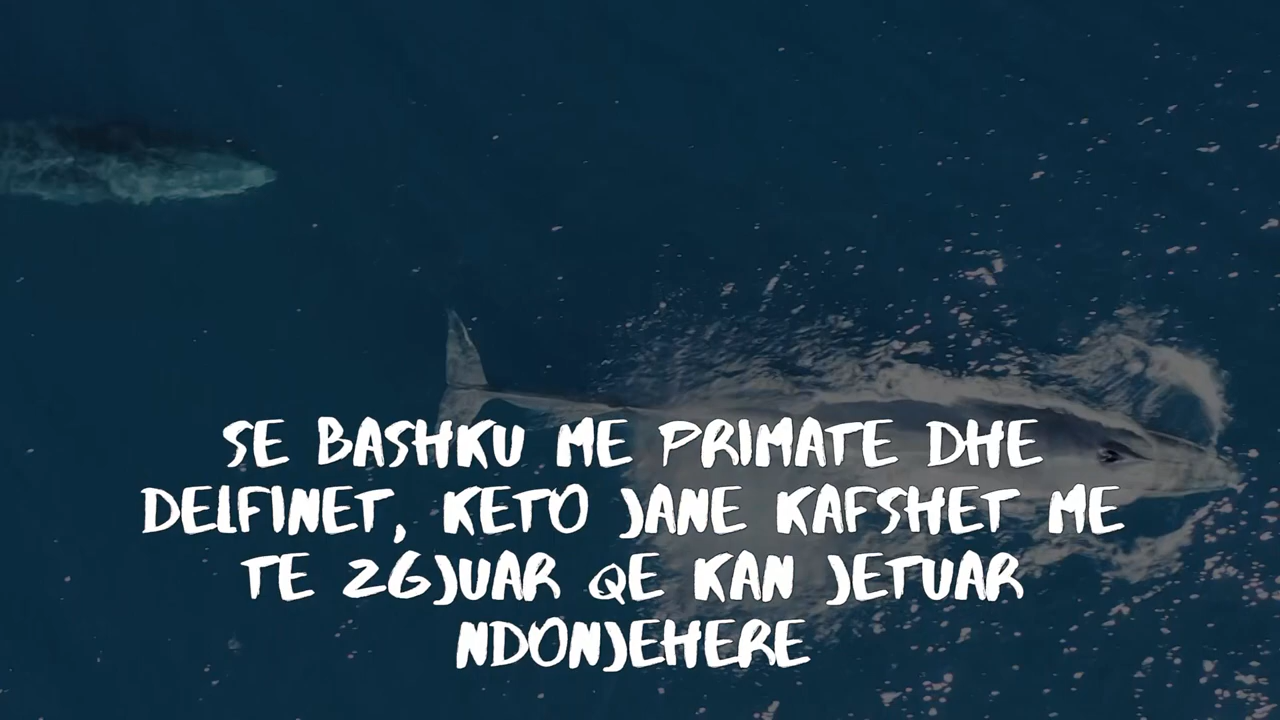 SE BASHKU ME PRIMATE DHE
DELFINET, KETO JANE KAFSHET ME
TE ZGJUAR QE KAN JETUAR
NDONJEHERE